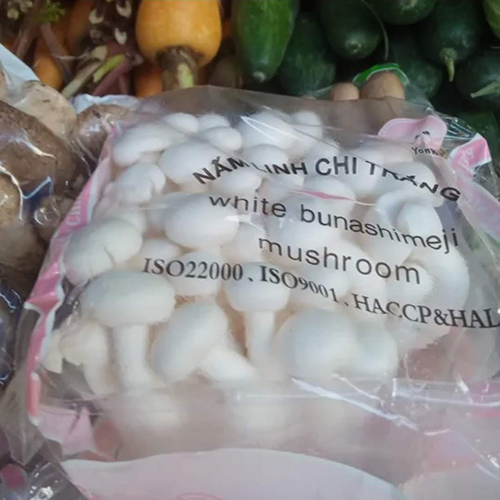 NẤM LINH CHI TRẮNG
white bunashimeji
mushroom
ISO22000、ISO9001、HACCP&HAL